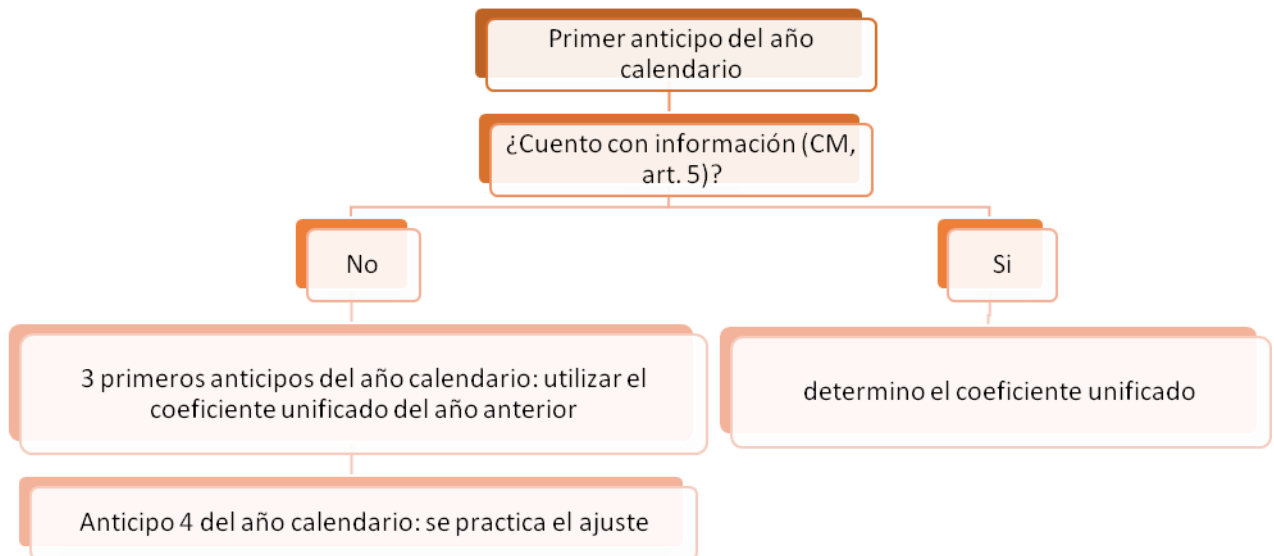 Primer anticipo del año
calendario
¿Cuento con información (CM,
art. 5)?
No
Si
3 primeros anticipos del año calendario: utilizar el
coeficiente unificado del año anterior
determino el coeficiente unificado
Anticipo 4 del año calendario: se practica el ajuste